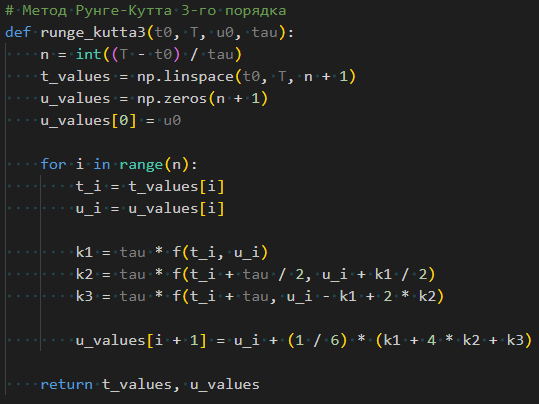 # Метод Рунге-Кутта 3-го порядка
def runge_kutta3(t0, T, u0, tau):
    n = int((T - t0) / tau)
    t_values = np.linspace(t0, T, n + 1)
    u_values = np.zeros(n + 1)
    u_values[0] = u0

    for i in range(n):
        t_i = t_values[i]
        u_i = u_values[i]

        k1 = tau * f(t_i, u_i)
        k2 = tau * f(t_i + tau / 2, u_i + k1 / 2)
        k3 = tau * f(t_i + tau, u_i - k1 + 2 * k2)

        u_values[i + 1] = u_i + (1 / 6) * (k1 + 4 * k2 + k3)

    return t_values, u_values